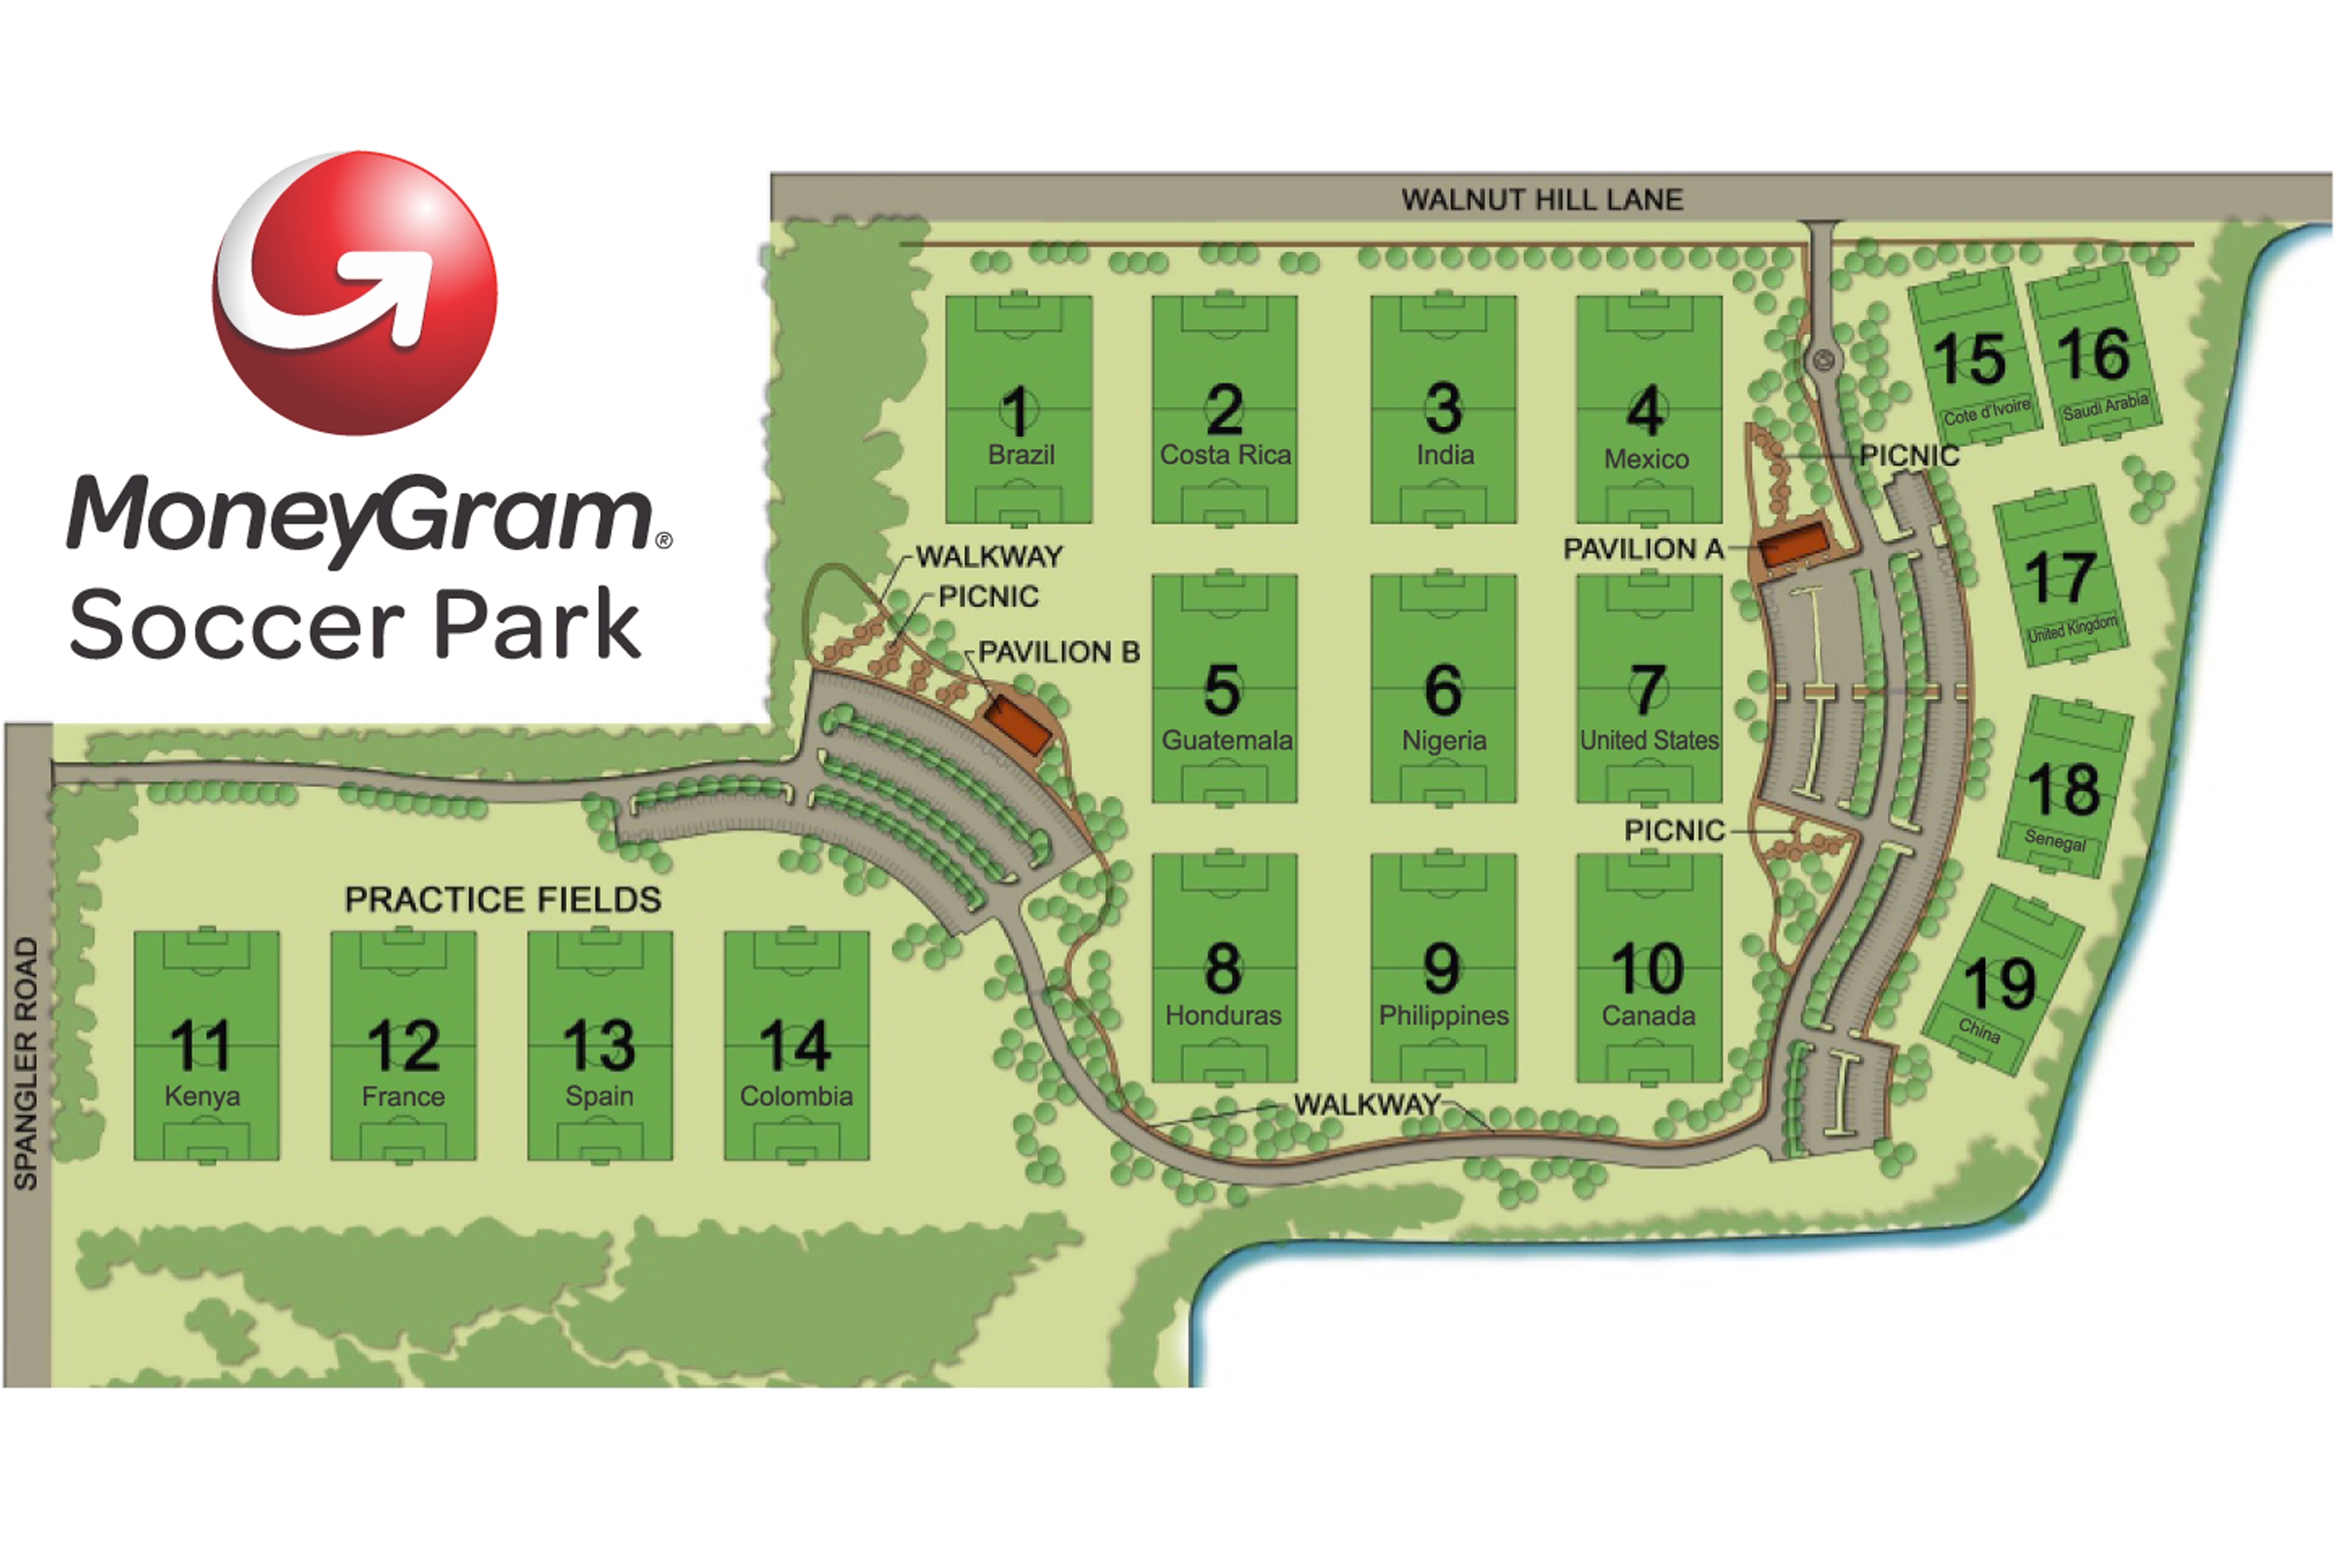 MoneyGram®
Soccer Park
WALNUT HILL LANE
1
Brazil
2
Costa Rica
3
India
4
Mexico
15
Cote d'Ivoire
16
Saudi Arabia
PICNIC
PAVILION A
WALKWAY
PICNIC
PAVILION B
5
Guatemala
6
Nigeria
7
United States
17
United Kingdom
18
Senegal
PICNIC
8
Honduras
9
Philippines
10
Canada
19
China
WALKWAY
PRACTICE FIELDS
11
Kenya
12
France
13
Spain
14
Colombia
SPANGLER ROAD